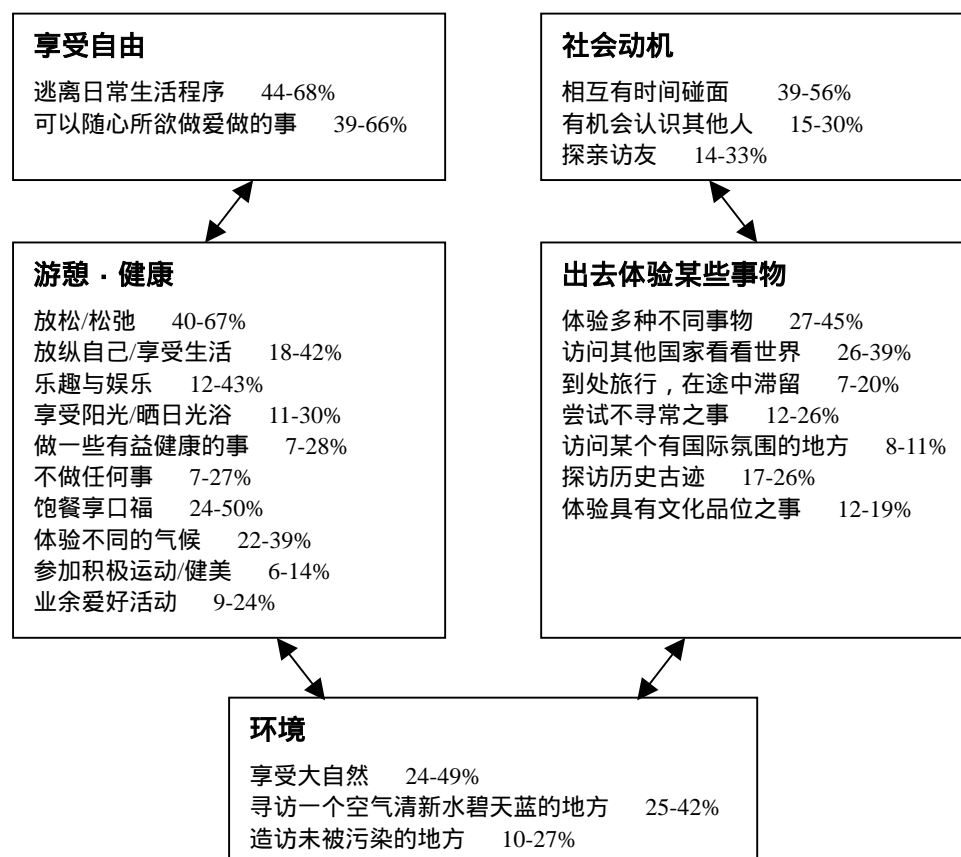 享受自由
逃离日常生活程序 44-68%
可以随心所欲做爱做的事 39-66%
社会动机
相互有时间碰面 39-56%
有机会认识其他人 15-30%
探亲访友 14-33%
游憩·健康
放松/松弛 40-67%
放纵自己/享受生活 18-42%
乐趣与娱乐 12-43%
享受阳光/晒日光浴 11-30%
做一些有益健康的事 7-28%
不做任何事 7-27%
饱餐享口福 24-50%
体验不同的气候 22-39%
参加积极运动/健美 6-14%
业余爱好活动 9-24%
出去体验某些事物
体验多种不同事物 27-45%
访问其他国家看看世界 26-39%
到处旅行，在途中滞留 7-20%
尝试不寻常之事 12-26%
访问某个有国际氛围的地方 8-11%
探访历史古迹 17-26%
体验具有文化品位之事 12-19%
环境
享受大自然 24-49%
寻访一个空气清新水碧天蓝的地方 25-42%
造访未被污染的地方 10-27%